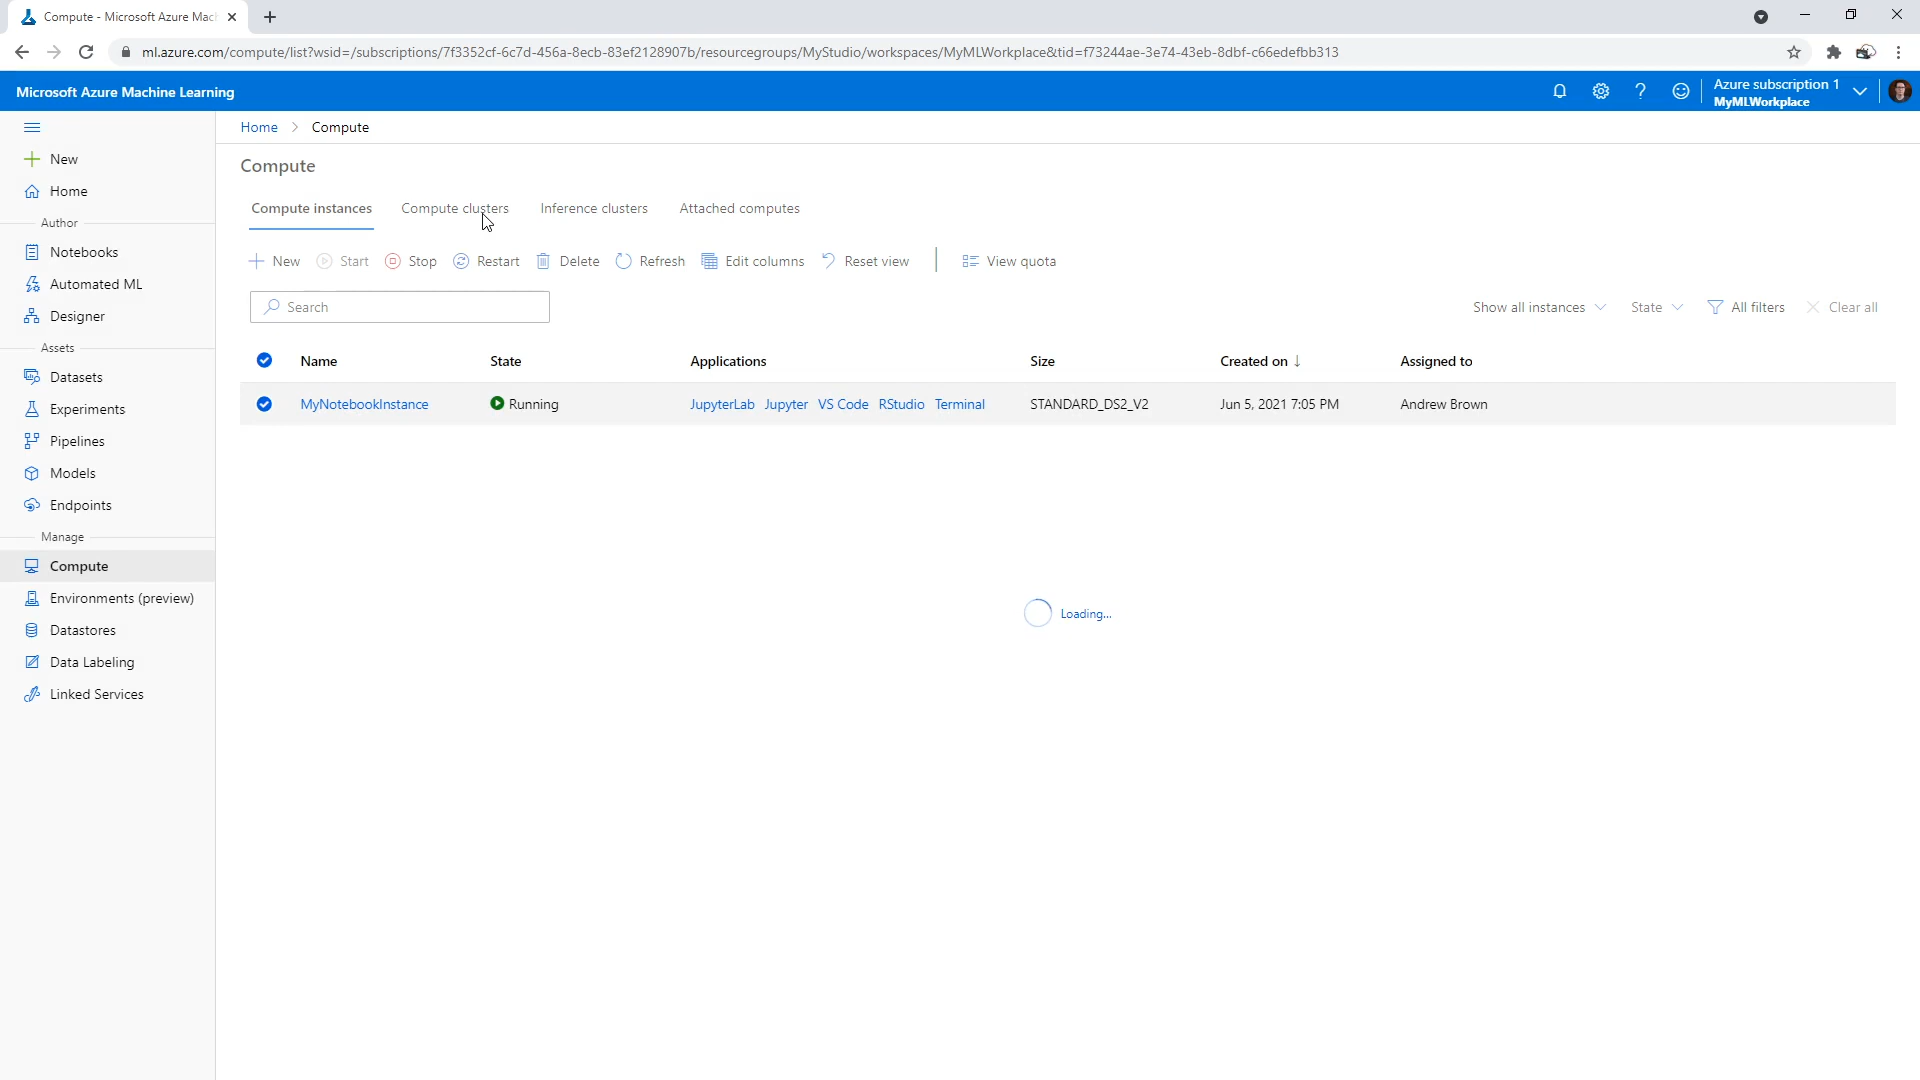 Compute - Microsoft Azure Mac
ml.azure.com/compute/list?wsid=/subscriptions/7f3352cf-6c7d-456a-8ecb-83ef2128907b/resourcegroups/MyStudio/workspaces/MyMLWorkplace&tid=f73244ae-3e74-43eb-8dbf-c66edefbb313
Microsoft Azure Machine Learning
Azure subscription 1
MyMLWorkplace
Home > Compute
New
Home
Author
Notebooks
Automated ML
Designer
Assets
Datasets
Experiments
Pipelines
Models
Endpoints
Manage
Compute
Environments (preview)
Datastores
Data Labeling
Linked Services
Compute
Compute instances Compute clusters Inference clusters Attached computes
New Start Stop Restart Delete Refresh Edit columns Reset view View quota
Search Show all instances State All filters Clear all
Name State Applications Size Created on ↓ Assigned to
MyNotebookInstance Running JupyterLab Jupyter VS Code RStudio Terminal STANDARD_DS2_V2 Jun 5, 2021 7:05 PM Andrew Brown
Loading...